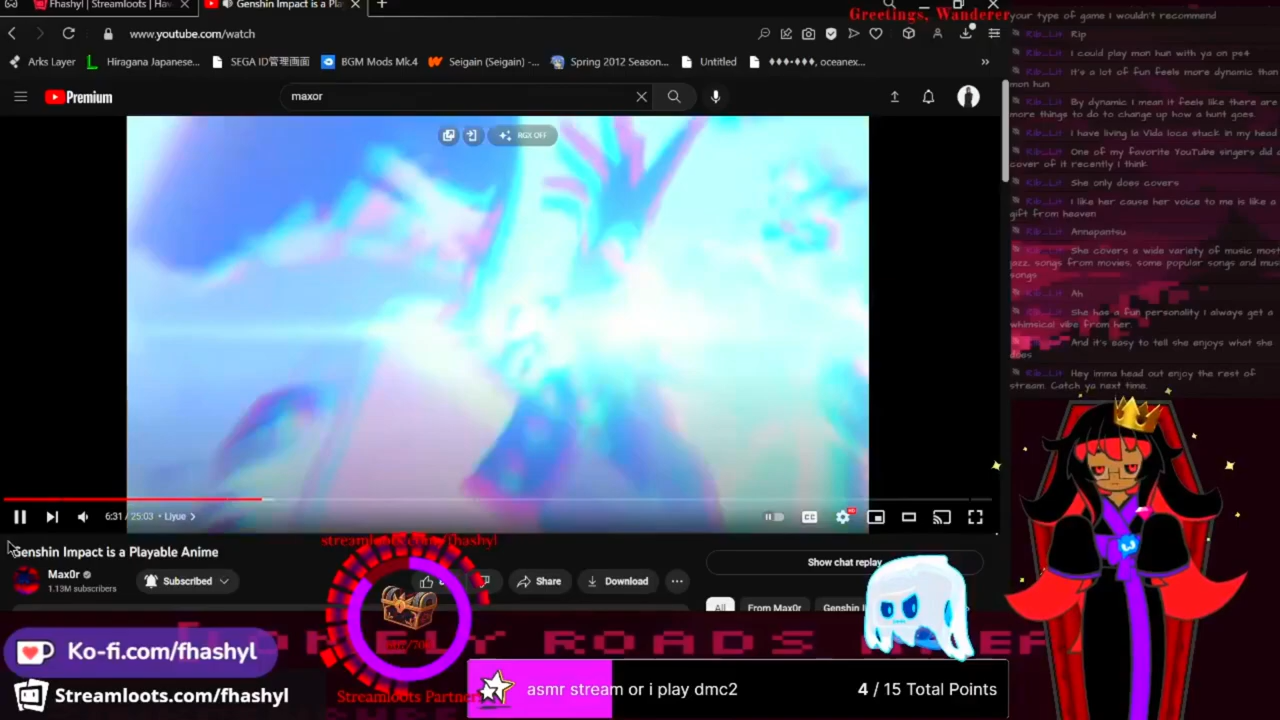 Fhashyl | Streamloots | Ha
Genshin Impact is a Pla
Greetings, Wanderer
www.youtube.com/watch
Arks Layer
Hiragana Japanese...
SEGA ID管理画面
BGM Mods Mk.4
Seigain (Seigain) -...
Spring 2012 Season...
Untitled
♦♦♦♦♦, oceanex...
Premium
maxor
RGX OFF
6:31 / 25:03 • Liyue
Genshin Impact is a Playable Anime
Max0r
1.13M subscribers
Subscribed
Share
Download
Show chat replay
All
From Max0r
Genshin
streamloots.com/fhashyl
Streamloots Partner
ONELY ROADS
Ko-fi.com/fhashyl
Streamloots.com/fhashyl
asmr stream or i play dmc2
4 / 15 Total Points
your type of game I wouldn't recommend
Rip
I could play mon hun with ya on ps4
It's a lot of fun feels more dynamic than
mon hun
By dynamic I mean it feels like there are
more things to do to change up how a hunt goes.
I have living la Vida loca stuck in my head
One of my favorite YouTube singers did a
cover of it recently I think
She only does covers
I like her cause her voice to me is like a
gift from heaven
Annapantsu
She covers a wide variety of music most
jazz, songs from movies, some popular songs and mus
songs
Ah
She has a fun personality I always get a
whimsical vibe from her.
And it's easy to tell she enjoys what she
does
Hey imma head out enjoy the rest of
stream. Catch ya next time.